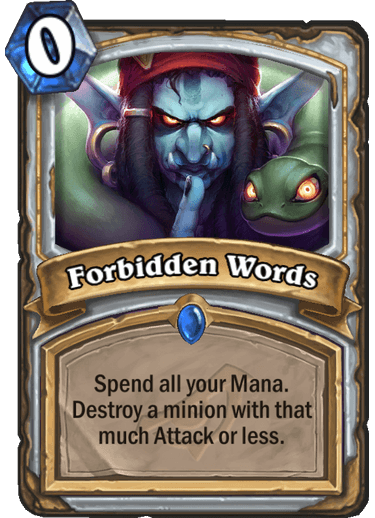 0
Forbidden Words
Spend all your Mana.
Destroy a minion with that
much Attack or less.